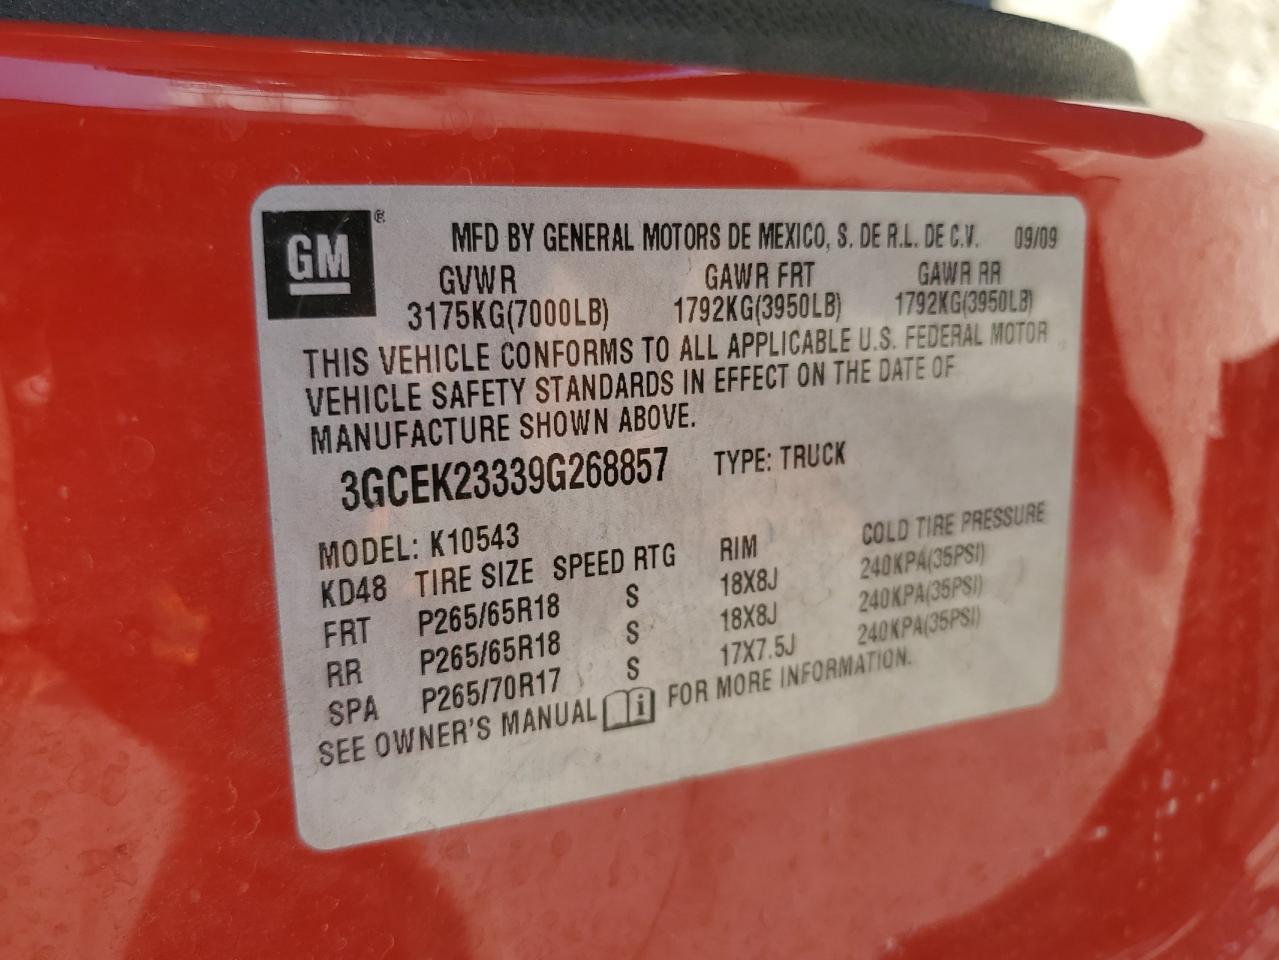 GM®
MFD BY GENERAL MOTORS DE MEXICO, S. DE R.L. DE C.V. 09/09
GVWR GAWR FRT GAWR RR
3175KG(7000LB) 1792KG(3950LB) 1792KG(3950LB)
THIS VEHICLE CONFORMS TO ALL APPLICABLE U.S. FEDERAL MOTOR
VEHICLE SAFETY STANDARDS IN EFFECT ON THE DATE OF
MANUFACTURE SHOWN ABOVE.
3GCEK23339G268857 TYPE: TRUCK
MODEL: K10543
KD48 TIRE SIZE SPEED RTG RIM COLD TIRE PRESSURE
FRT P265/65R18 S 18X8J 240KPA(35PSI)
RR P265/65R18 S 18X8J 240KPA(35PSI)
SPA P265/70R17 S 17X7.5J 240KPA(35PSI)
SEE OWNER'S MANUAL i FOR MORE INFORMATION.